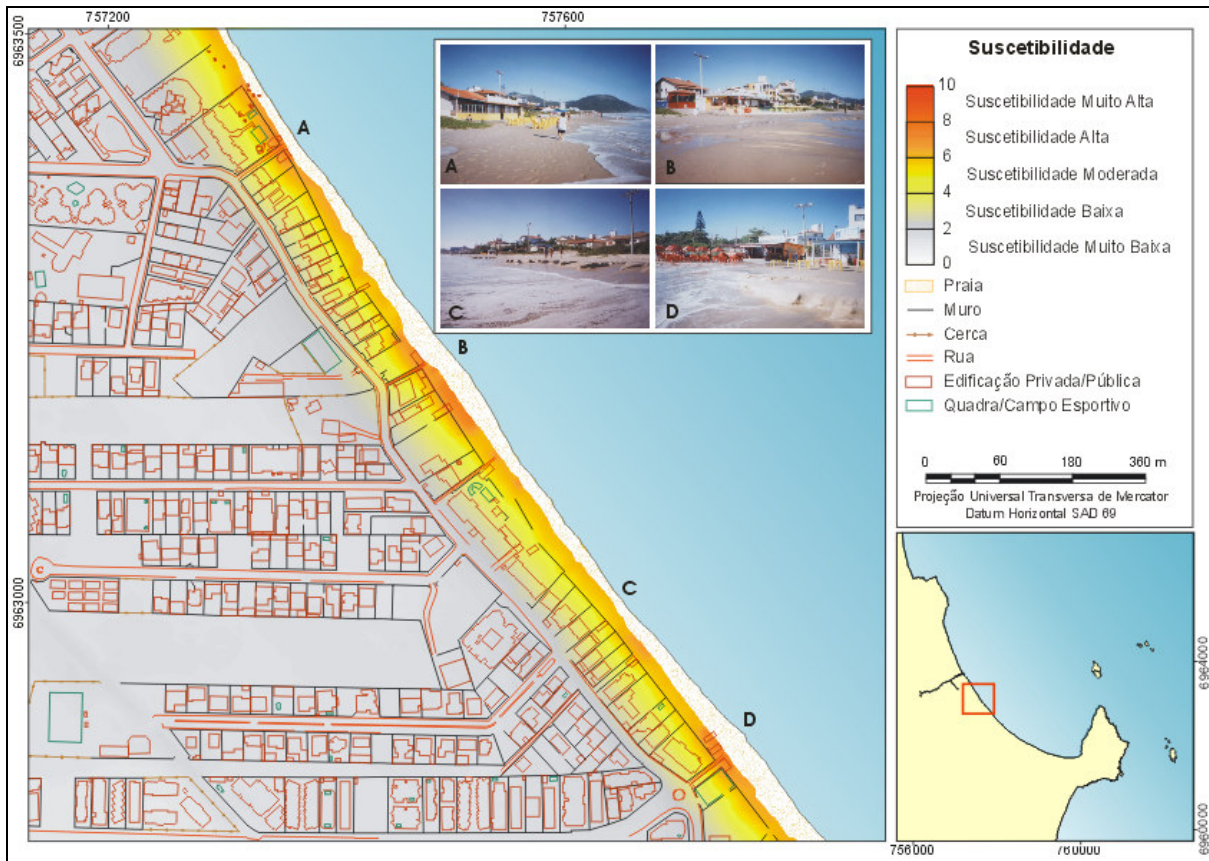 757200
757600
6963500
6963000
A
B
C
D
A
B
C
D
Suscetibilidade
10
8
6
4
2
0
Suscetibilidade Muito Alta
Suscetibilidade Alta
Suscetibilidade Moderada
Suscetibilidade Baixa
Suscetibilidade Muito Baixa
Praia
Muro
Cerca
Rua
Edificação Privada/Pública
Quadra/Campo Esportivo
0 60 180 360 m
Projeção Universal Transversa de Mercator
Datum Horizontal SAD 69
6964000
6960000
756000
760000